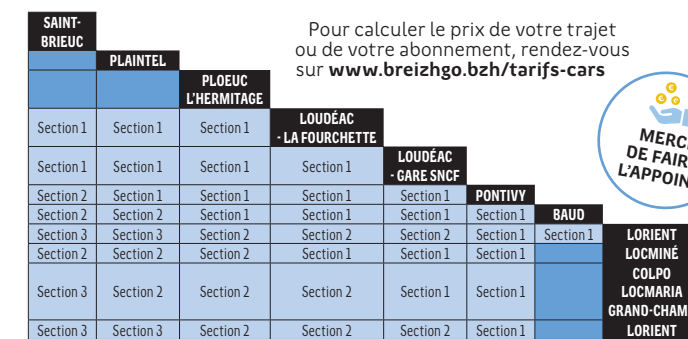 Pour calculer le prix de votre trajet
ou de votre abonnement, rendez-vous
sur www.breizhgo.bzh/tarifs-cars
MERCI
DE FAIRE
SAINT-
BRIEUC
PLAINTEL
PLOEUC
L'HERMITAGE
Section 1 Section 1 Section 1 LOUDÉAC
- LA FOURCHETTE
Section 1 Section 1 Section 1 Section 1 LOUDÉAC
- GARE SNCF
Section 2 Section 1 Section 1 Section 1 Section 1 PONTIVY
Section 2 Section 2 Section 1 Section 1 Section 1 Section 1 BAUD
Section 3 Section 3 Section 2 Section 2 Section 2 Section 1 Section 1 LORIENT
Section 2 Section 2 Section 2 Section 1 Section 1 Section 1 LOCMINÉ
Section 3 Section 2 Section 2 Section 2 Section 1 Section 1 COLPO
LOCMARIA
GRAND-CHAM
Section 3 Section 3 Section 2 Section 2 Section 2 Section 1 LORIENT